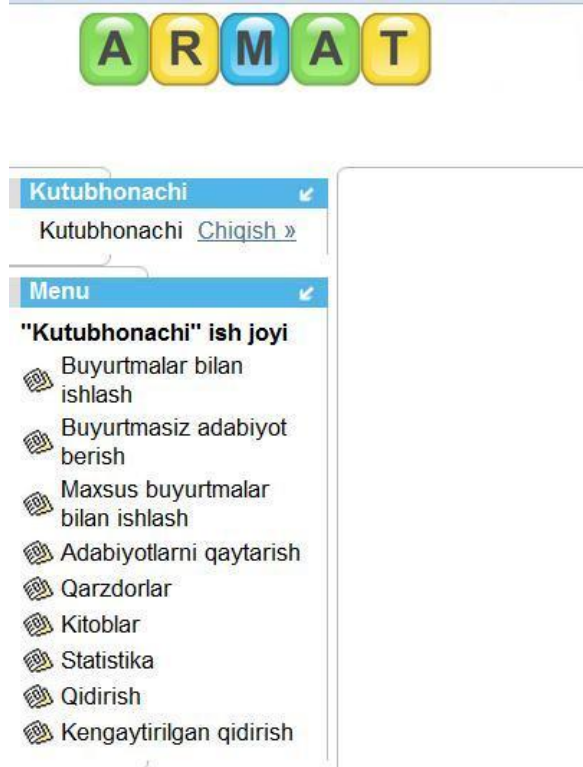 ARMAT
Kutubhonachi
Kutubhonachi Chiqish »
Menu
"Kutubhonachi" ish joyi
Buyurtmalar bilan
ishlash
Buyurtmasiz adabiyot
berish
Maxsus buyurtmalar
bilan ishlash
Adabiyotlarni qaytarish
Qarzdorlar
Kitoblar
Statistika
Qidirish
Kengaytirilgan qidirish